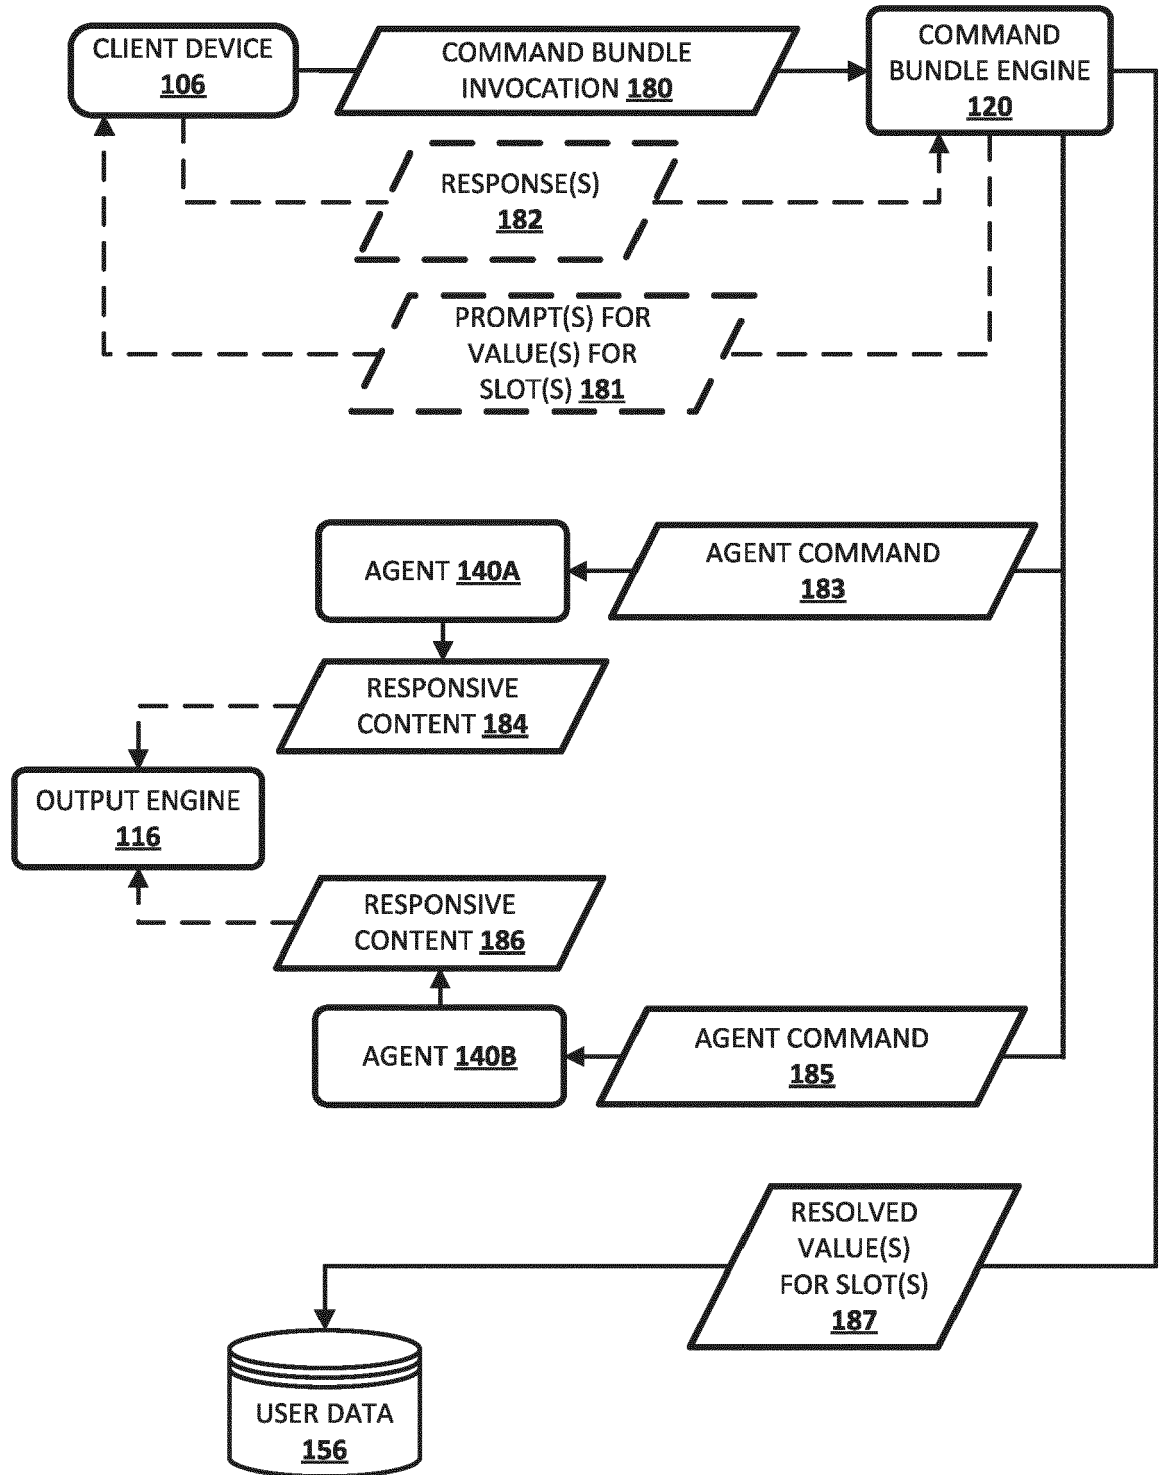 CLIENT DEVICE
106
COMMAND BUNDLE
INVOCATION 180
COMMAND
BUNDLE ENGINE
120
RESPONSE(S)
182
PROMPT(S) FOR
VALUE(S) FOR
SLOT(S) 181
AGENT 140A
AGENT COMMAND
183
RESPONSIVE
CONTENT 184
OUTPUT ENGINE
116
RESPONSIVE
CONTENT 186
AGENT 140B
AGENT COMMAND
185
RESOLVED
VALUE(S)
FOR SLOT(S)
187
USER DATA
156